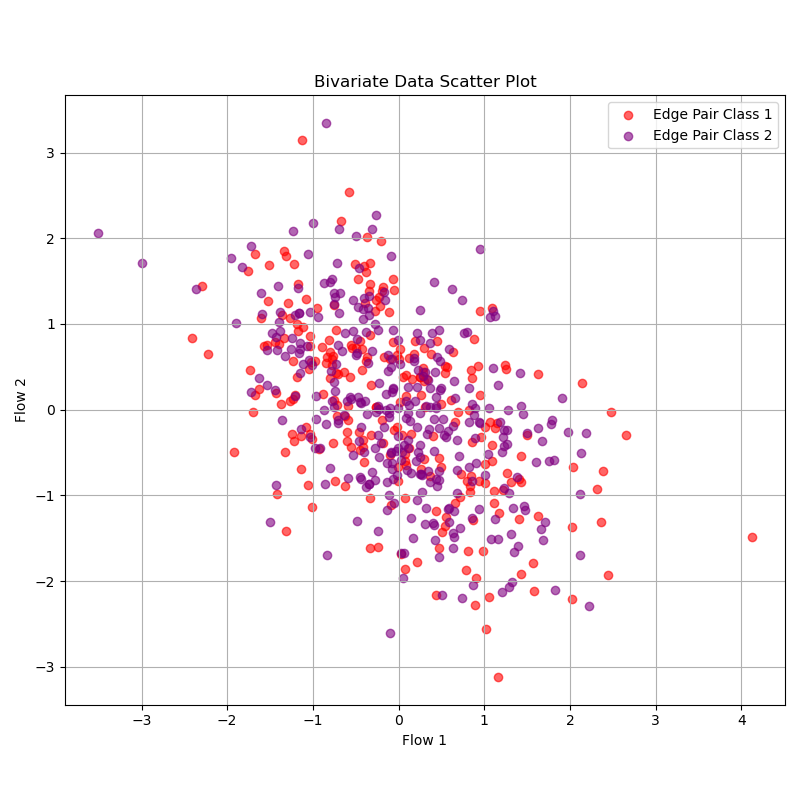 Bivariate Data Scatter Plot
Edge Pair Class 1
Edge Pair Class 2
3
2
1
0
−1
−2
−3
Flow 2
−3 −2 −1 0 1 2 3 4
Flow 1